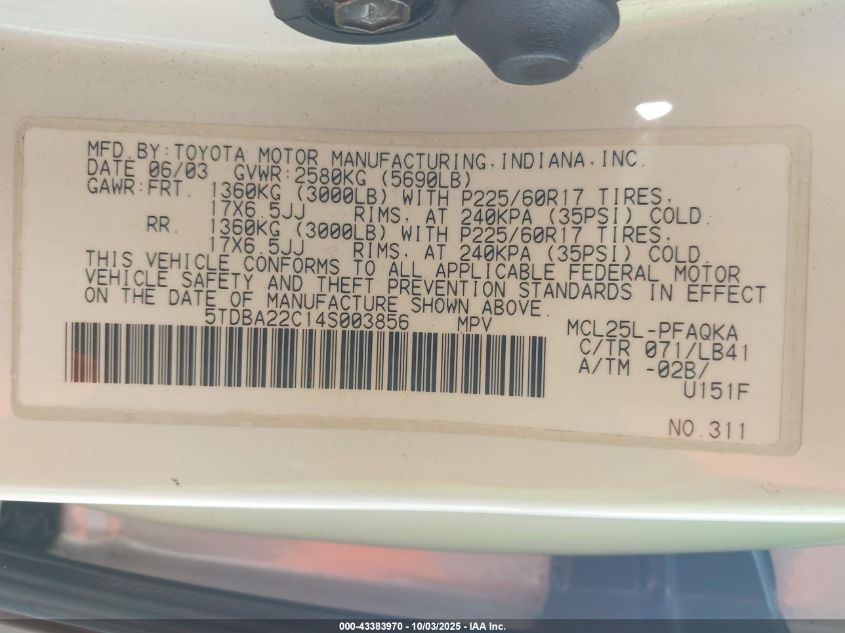 MFD. BY: TOYOTA MOTOR MANUFACTURING, INDIANA, INC.
DATE 06/03 GVWR: 2580KG (5690LB)
GAWR: FRT. 1360KG (3000LB) WITH P225/60R17 TIRES,
17X6.5JJ RIMS, AT 240KPA (35PSI) COLD.
RR. 1360KG (3000LB) WITH P225/60R17 TIRES,
17X6.5JJ RIMS, AT 240KPA (35PSI) COLD.
THIS VEHICLE CONFORMS TO ALL APPLICABLE FEDERAL MOTOR
VEHICLE SAFETY AND THEFT PREVENTION STANDARDS IN EFFECT
ON THE DATE OF MANUFACTURE SHOWN ABOVE.
5TDBA22C14S003856 MPV
MCL25L-PFAQKA
C/TR 071/LB41
A/TM -02B/
U151F
NO.311
000-43383970 - 10/03/2025 - IAA Inc.